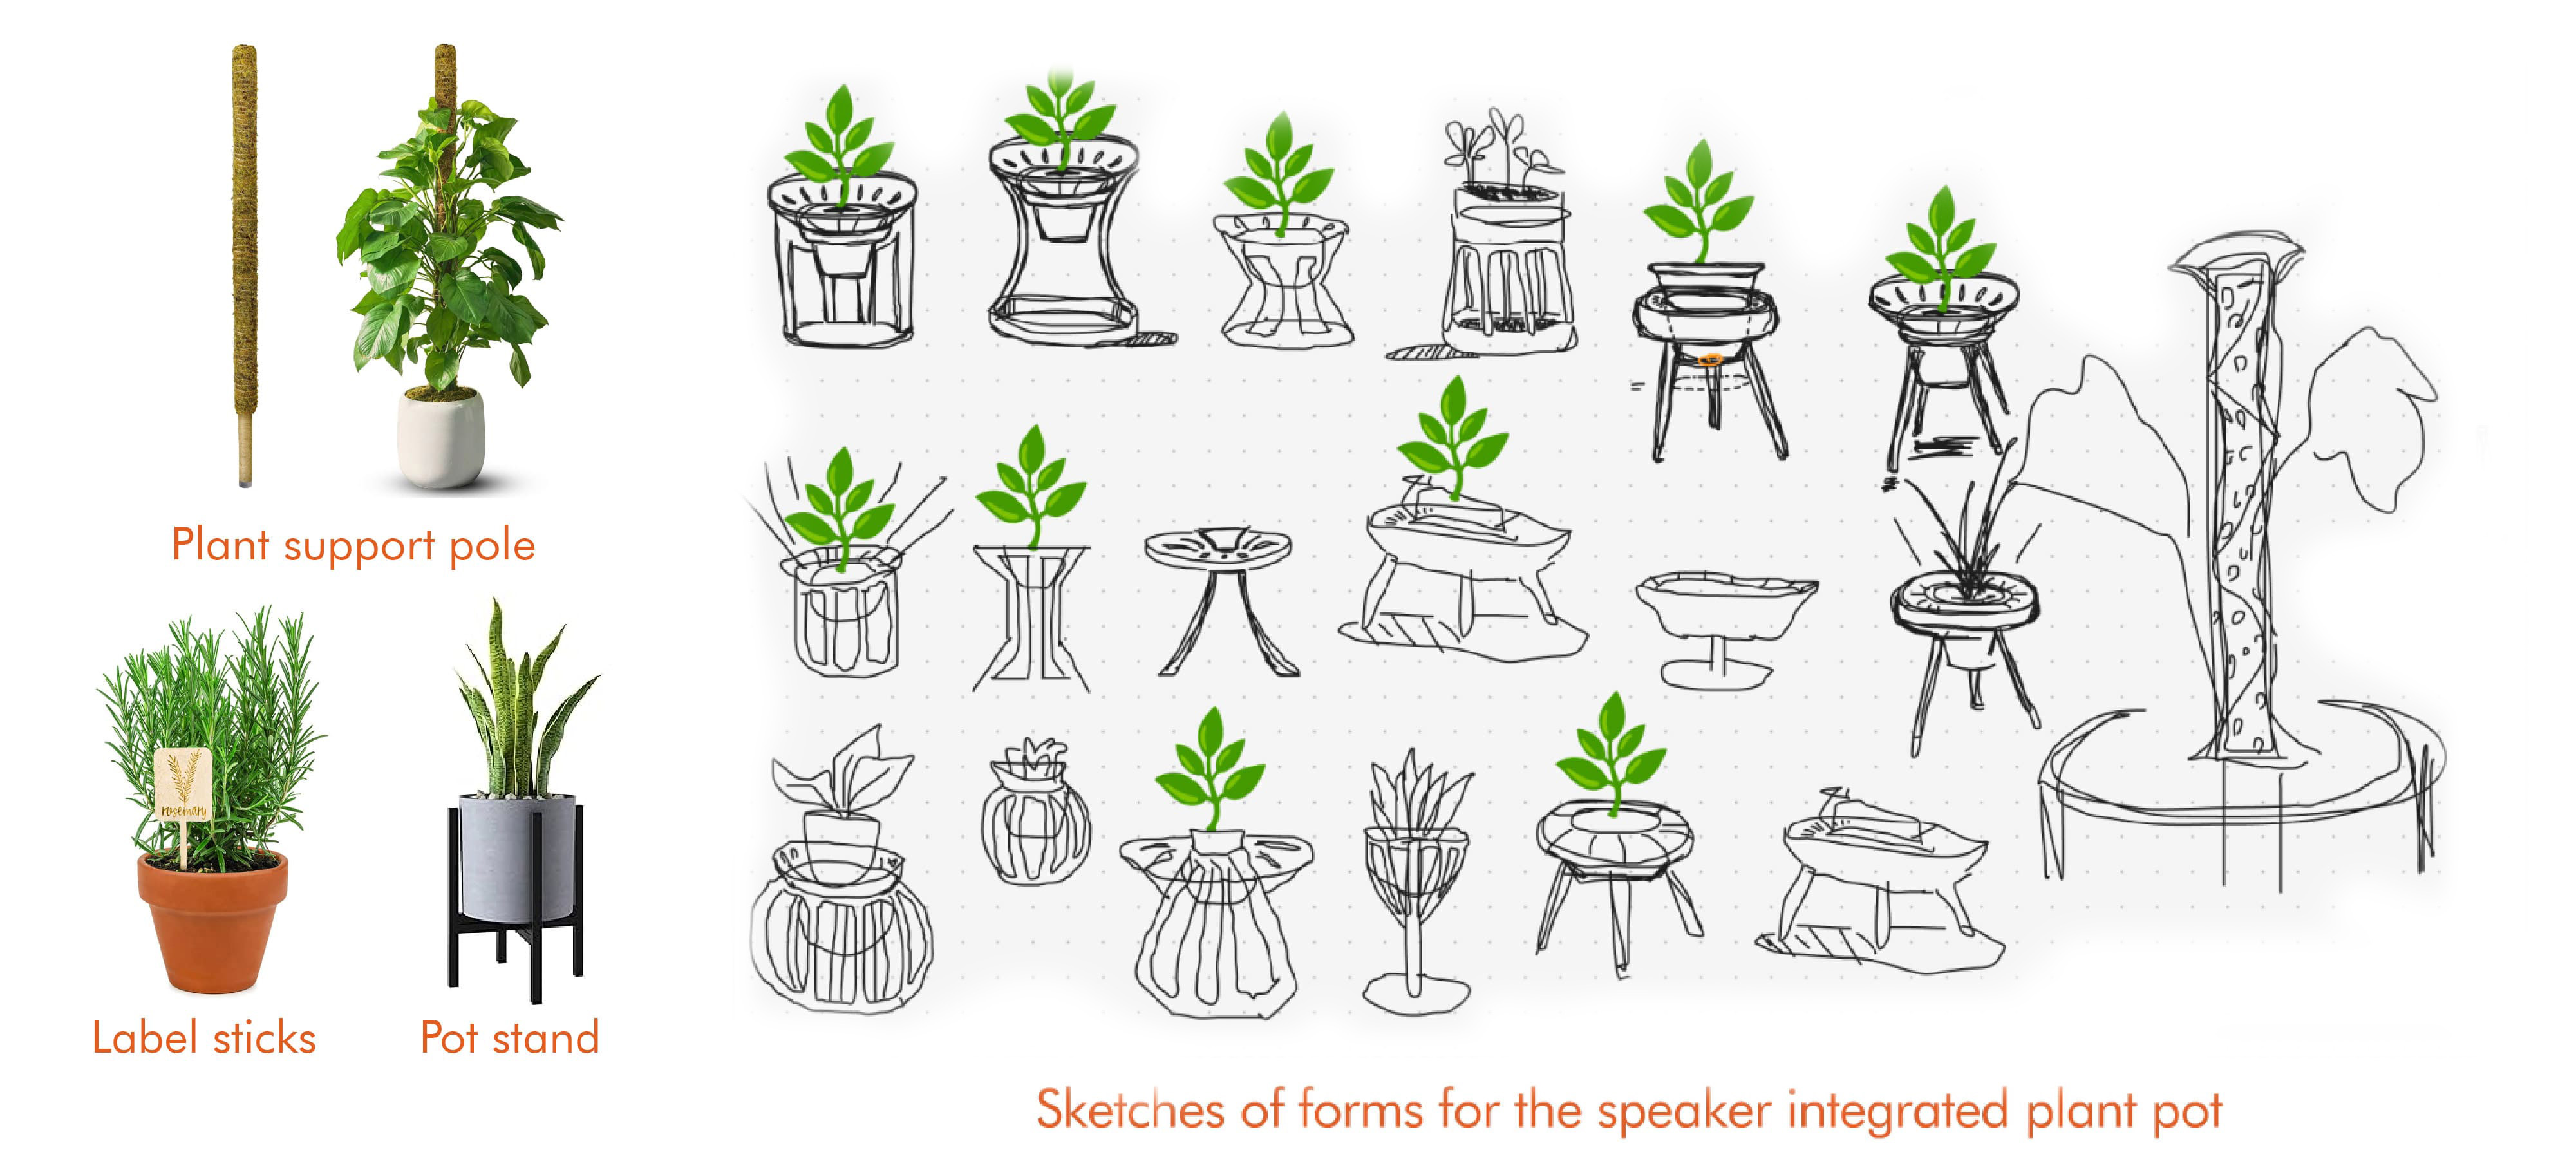 Plant support pole
rosemary
Label sticks
Pot stand
Sketches of forms for the speaker integrated plant pot